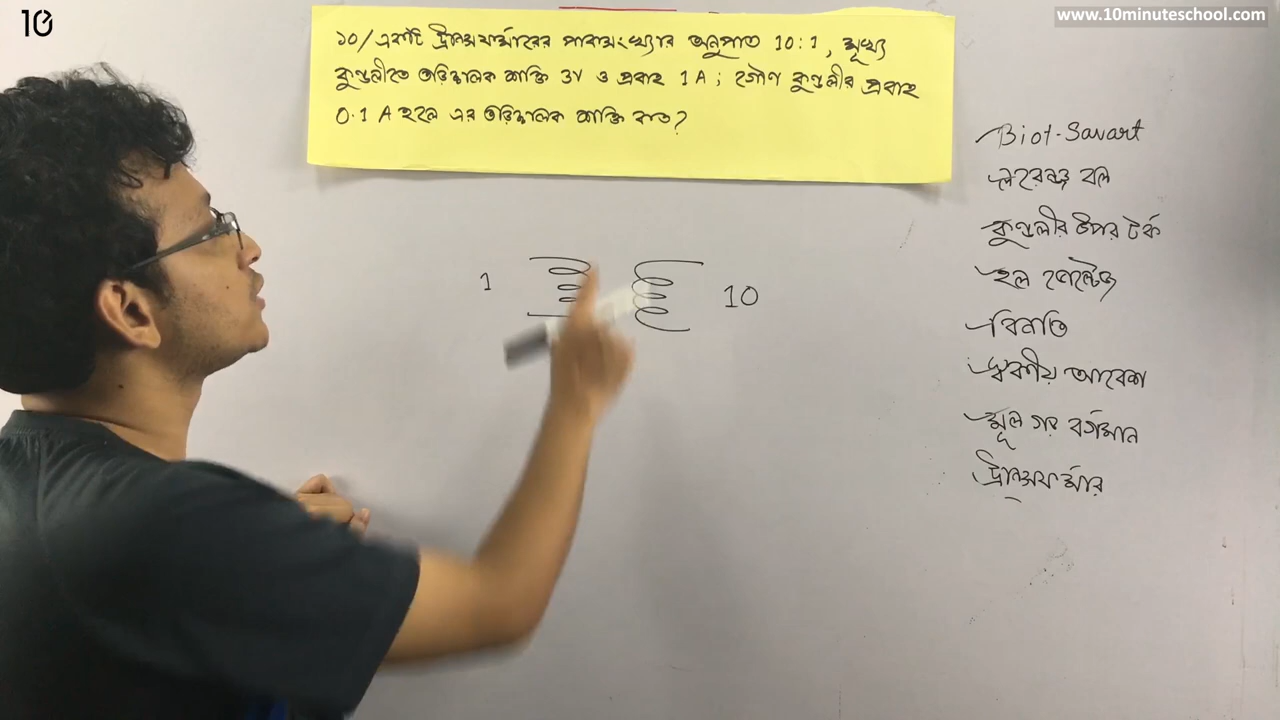 10
www.10minuteschool.com
১০/ একটি ট্রান্সফর্মারের পাকসংখ্যার অনুপাত 10:1, মুখ্য
কুণ্ডলীতে তড়িচ্চালক শক্তি 3V ও প্রবাহ 1A; গৌণ কুণ্ডলীর প্রবাহ
0.1 A হলে এর তড়িচ্চালক শক্তি কত?
Biot-Savart
লরেঞ্জ বল
কুণ্ডলীর উপর টর্ক
হল ভোল্টেজ
বিনতি
স্বকীয় আবেশ
মূল গড় বর্গমান
ট্রান্সফর্মার
1
10